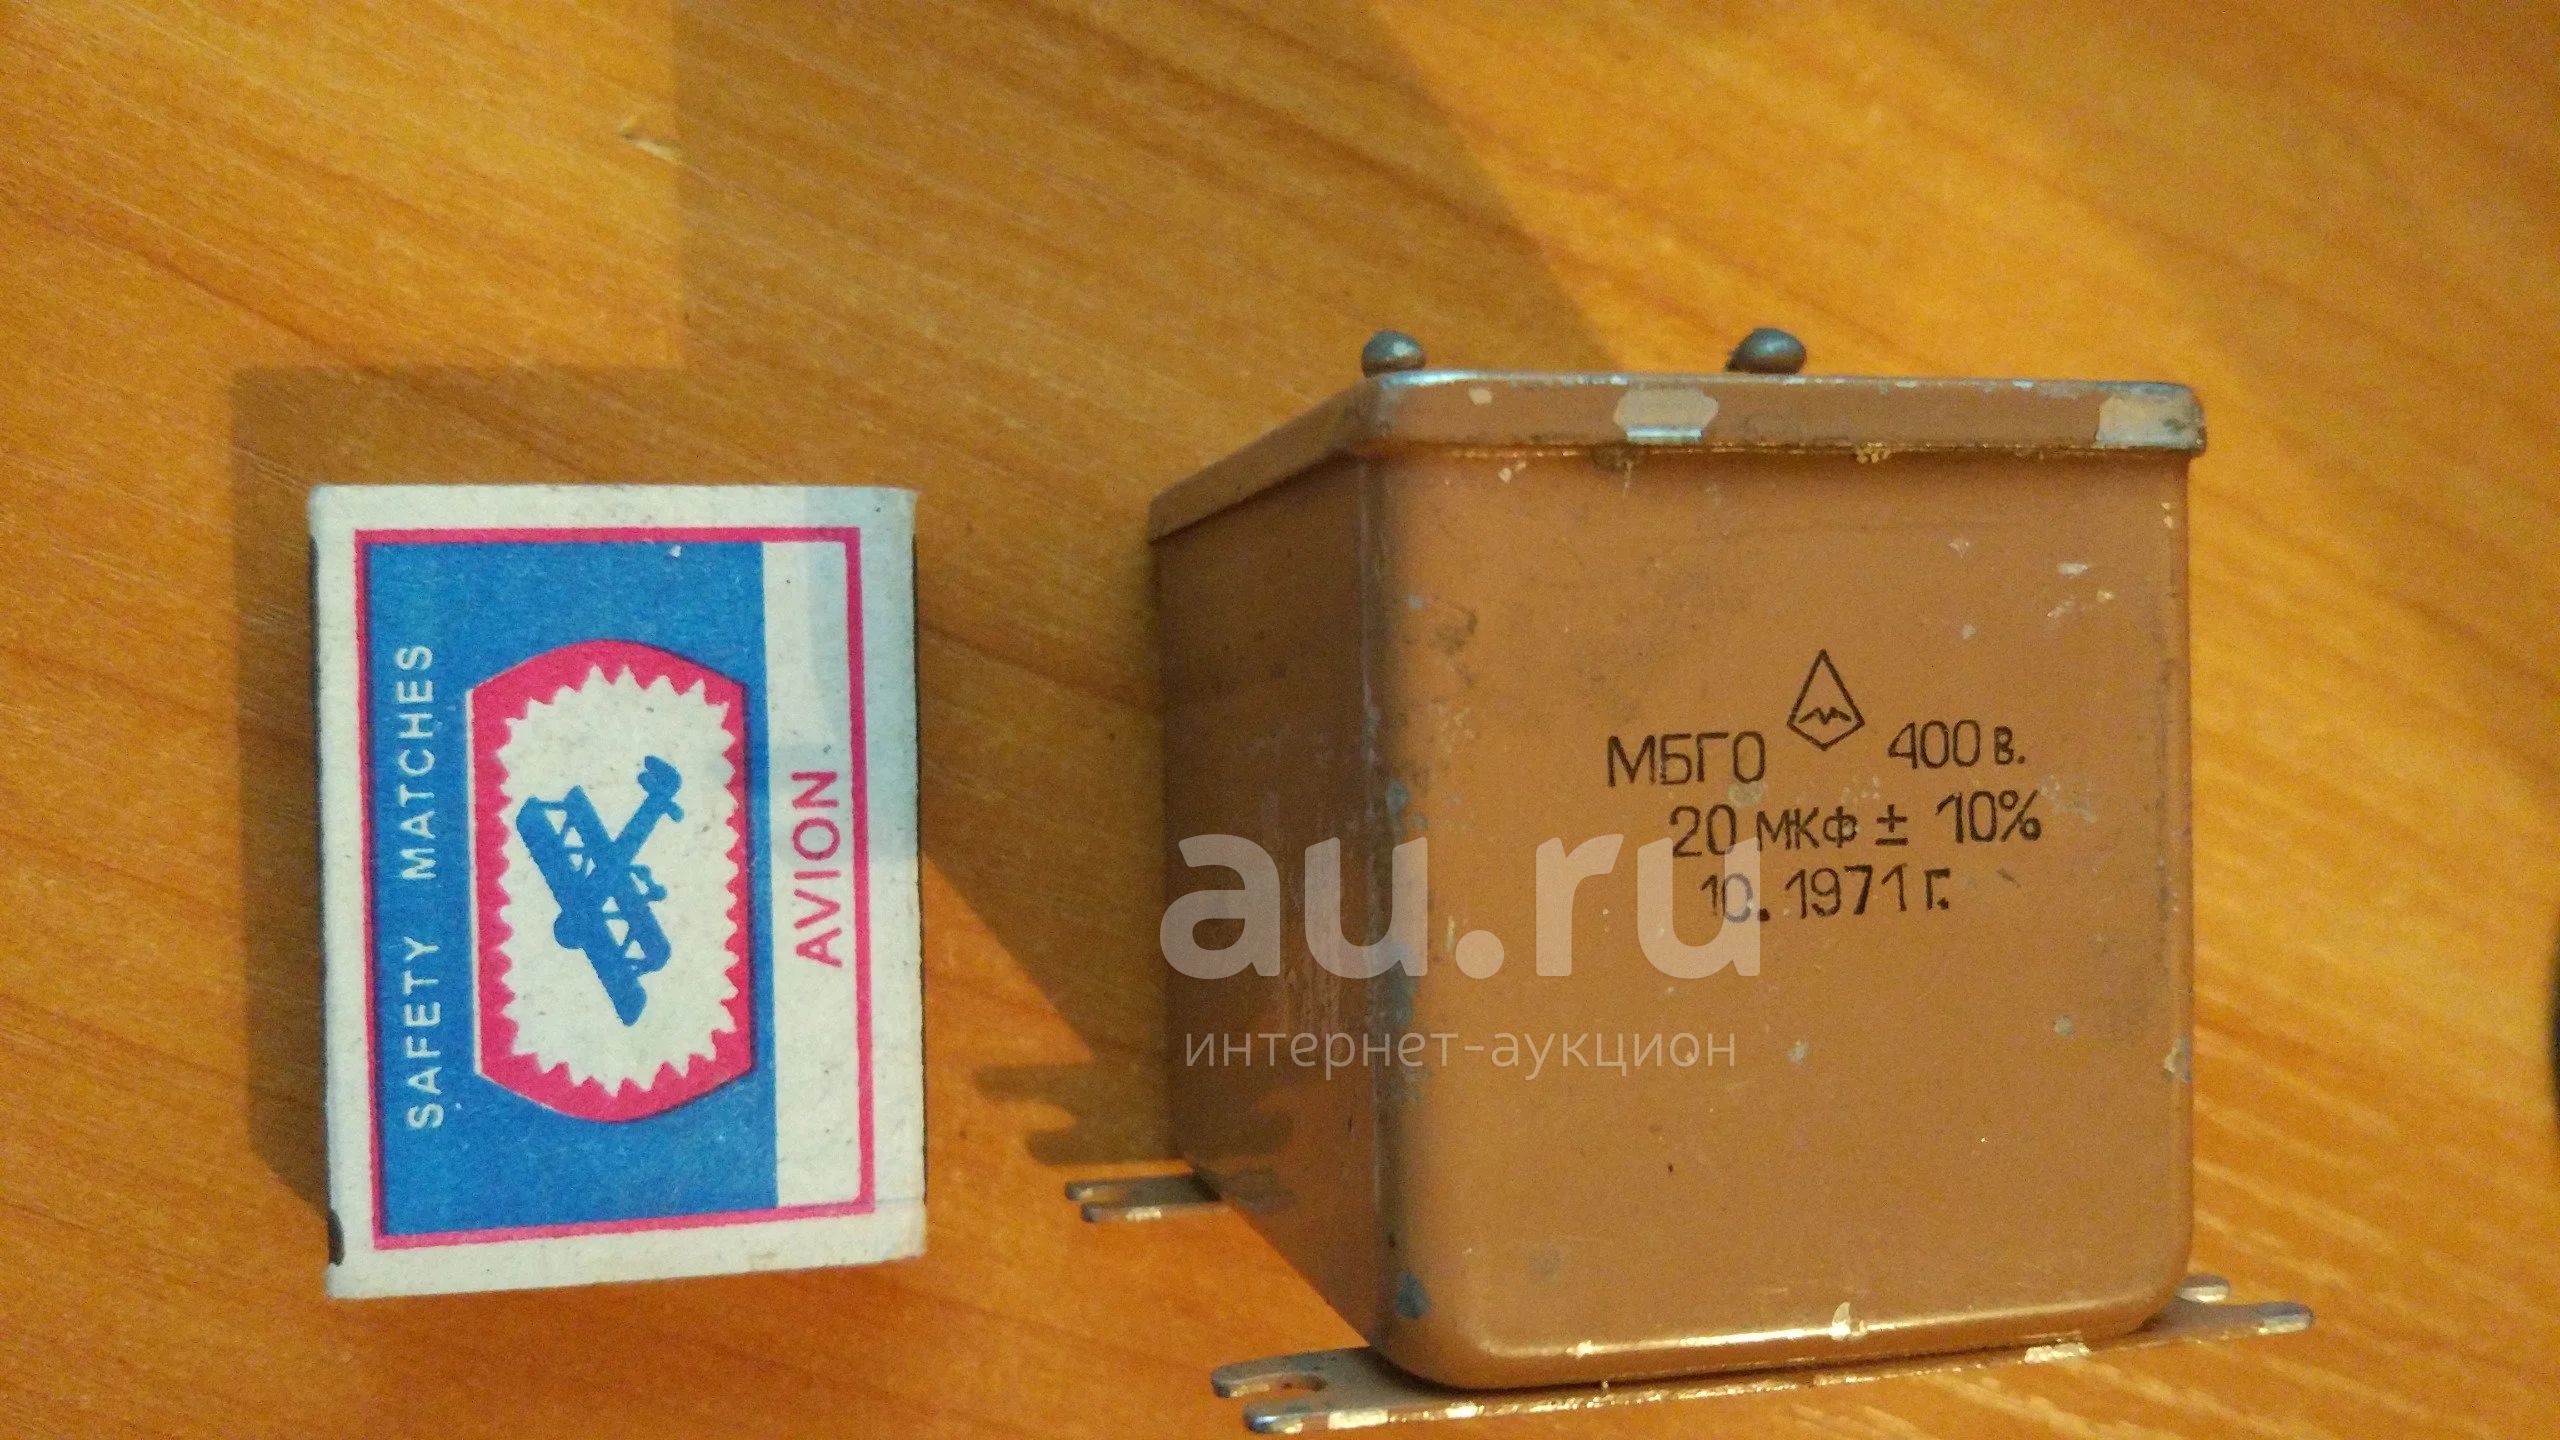 SAFETY MATCHES
AVION
МБГО 400 в.
20 мкф ± 10%
10. 1971 г.
au.ru
интернет-аукцион